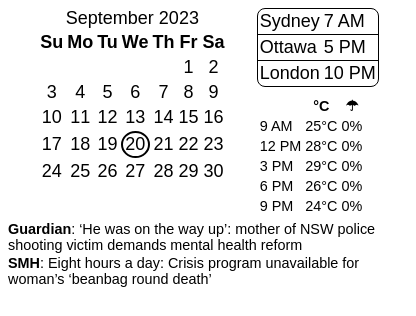 September 2023
Su Mo Tu We Th Fr Sa
1 2
3 4 5 6 7 8 9
10 11 12 13 14 15 16
17 18 19 20 21 22 23
24 25 26 27 28 29 30
Sydney 7 AM
Ottawa 5 PM
London 10 PM
°C ☂
9 AM 25°C 0%
12 PM 28°C 0%
3 PM 29°C 0%
6 PM 26°C 0%
9 PM 24°C 0%
Guardian: ‘He was on the way up’: mother of NSW police
shooting victim demands mental health reform
SMH: Eight hours a day: Crisis program unavailable for
woman’s ‘beanbag round death’